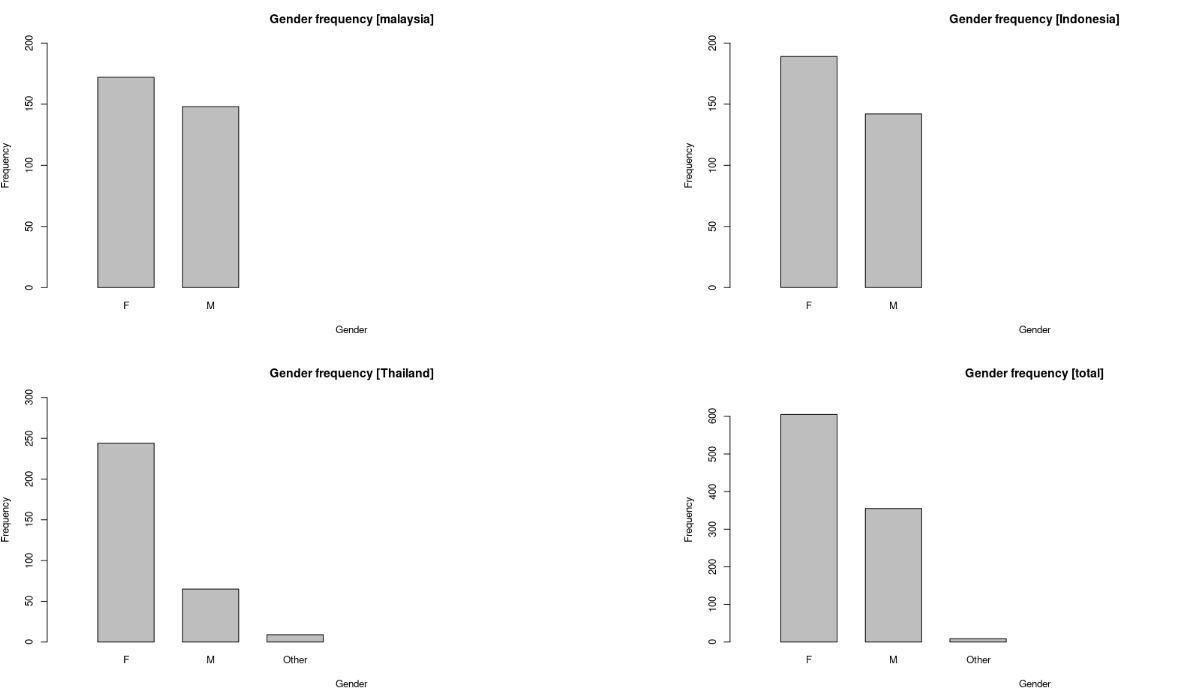 Gender frequency [malaysia]
200
150
100
50
0
Frequency
F M
Gender
Gender frequency [Indonesia]
200
150
100
50
0
Frequency
F M
Gender
Gender frequency [Thailand]
300
250
200
150
100
50
0
Frequency
F M Other
Gender
Gender frequency [total]
600
500
400
300
200
100
0
Frequency
F M Other
Gender